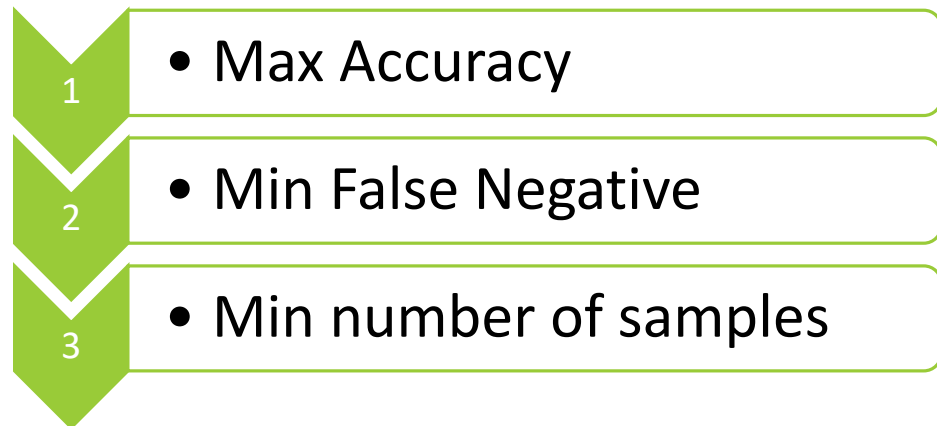 1 • Max Accuracy
2 • Min False Negative
3 • Min number of samples